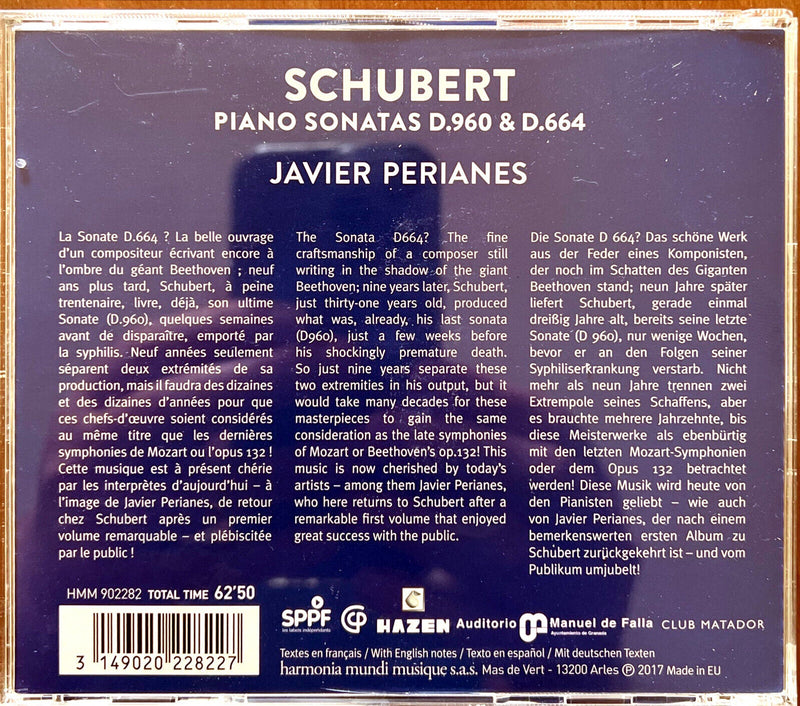 SCHUBERT
PIANO SONATAS D.960 & D.664
JAVIER PERIANES
La Sonate D.664 ? La belle ouvrage
d'un compositeur écrivant encore à
l'ombre du géant Beethoven ; neuf
ans plus tard, Schubert, à peine
trentenaire, livre, déjà, son ultime
Sonate (D.960), quelques semaines
avant de disparaître, emporté par
la syphilis. Neuf années seulement
séparent deux extrémités de sa
production, mais il faudra des dizaines
et des dizaines d'années pour que
ces chefs-d'œuvre soient considérés
au même titre que les dernières
symphonies de Mozart ou l'opus 132 !
Cette musique est à présent chérie
par les interprètes d'aujourd'hui – à
l'image de Javier Perianes, de retour
chez Schubert après un premier
volume remarquable – et plébiscitée
par le public !
The Sonata D664? The fine
craftsmanship of a composer still
writing in the shadow of the giant
Beethoven; nine years later, Schubert,
just thirty-one years old, produced
what was, already, his last sonata
(D960), just a few weeks before
his shockingly premature death.
So just nine years separate these
two extremities in his output, but it
would take many decades for these
masterpieces to gain the same
consideration as the late symphonies
of Mozart or Beethoven's op.132! This
music is now cherished by today's
artists – among them Javier Perianes,
who here returns to Schubert after a
remarkable first volume that enjoyed
great success with the public.
Die Sonate D 664? Das schöne Werk
aus der Feder eines Komponisten,
der noch im Schatten des Giganten
Beethoven stand; neun Jahre später
liefert Schubert, gerade einmal
dreißig Jahre alt, bereits seine letzte
Sonate (D 960), nur wenige Wochen,
bevor er an den Folgen seiner
Syphiliserkrankung verstarb. Nicht
mehr als neun Jahre trennen zwei
Extrempole seines Schaffens, aber
es brauchte mehrere Jahrzehnte, bis
diese Meisterwerke als ebenbürtig
mit den letzten Mozart-Symphonien
oder dem Opus 132 betrachtet
werden! Diese Musik wird heute von
den Pianisten geliebt – wie auch
von Javier Perianes, der nach einem
bemerkenswerten ersten Album zu
Schubert zurückgekehrt ist – und vom
Publikum umjubelt!
HMM 902282 TOTAL TIME 62'50
3 149020 228227
SPPF
les labels indépendants
HAZEN
Auditorio
Manuel de Falla
Ayuntamiento de Granada
CLUB MATADOR
Textes en français / With English notes / Texto en español / Mit deutschen Texten
harmonia mundi musique s.a.s. Mas de Vert - 13200 Arles ℗ 2017 Made in EU